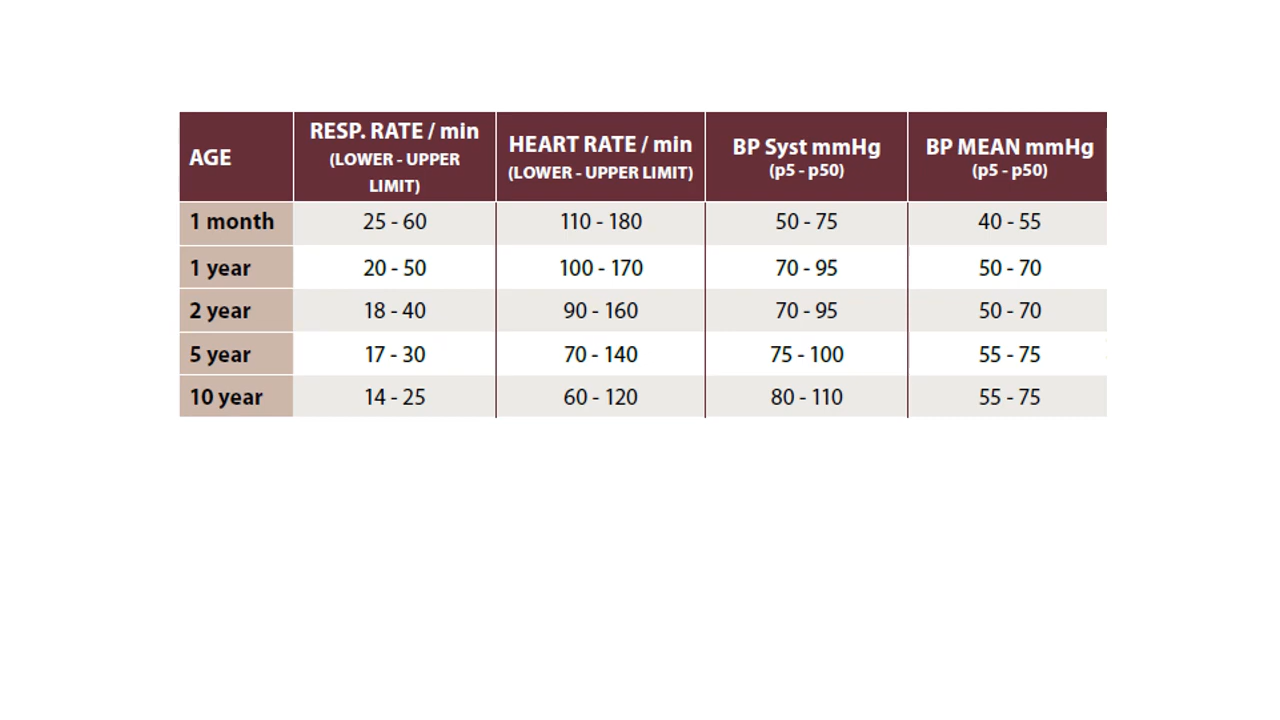 AGE RESP. RATE / min (LOWER - UPPER LIMIT) HEART RATE / min (LOWER - UPPER LIMIT) BP Syst mmHg (p5 - p50) BP MEAN mmHg (p5 - p50)
1 month 25 - 60 110 - 180 50 - 75 40 - 55
1 year 20 - 50 100 - 170 70 - 95 50 - 70
2 year 18 - 40 90 - 160 70 - 95 50 - 70
5 year 17 - 30 70 - 140 75 - 100 55 - 75
10 year 14 - 25 60 - 120 80 - 110 55 - 75